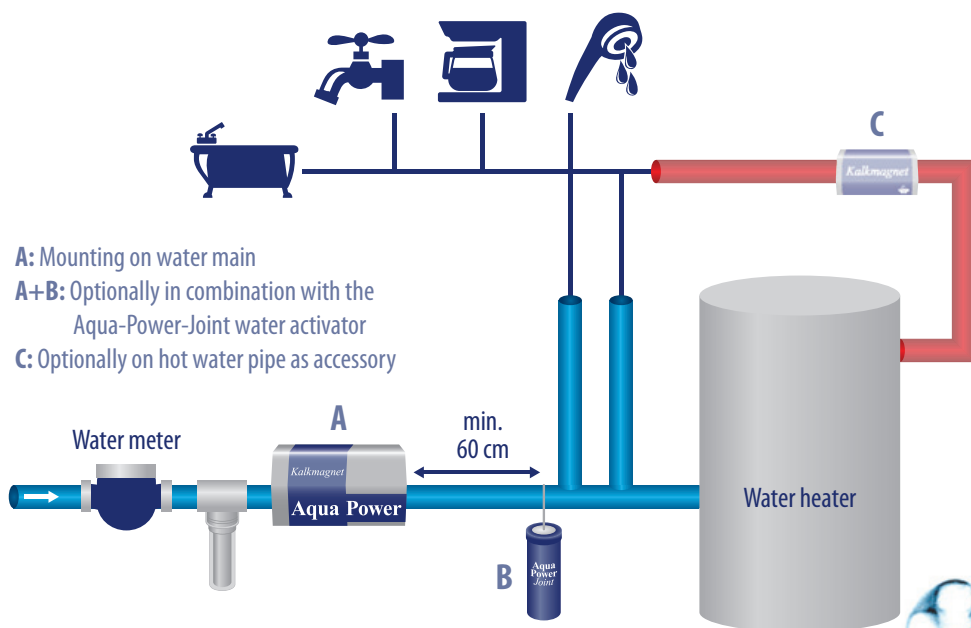 C
Kalkmagnet
A: Mounting on water main
A+B: Optionally in combination with the
Aqua-Power-Joint water activator
C: Optionally on hot water pipe as accessory
A
min.
60 cm
Water meter
Kalkmagnet
Aqua Power
Water heater
B
Aqua
Power
Joint